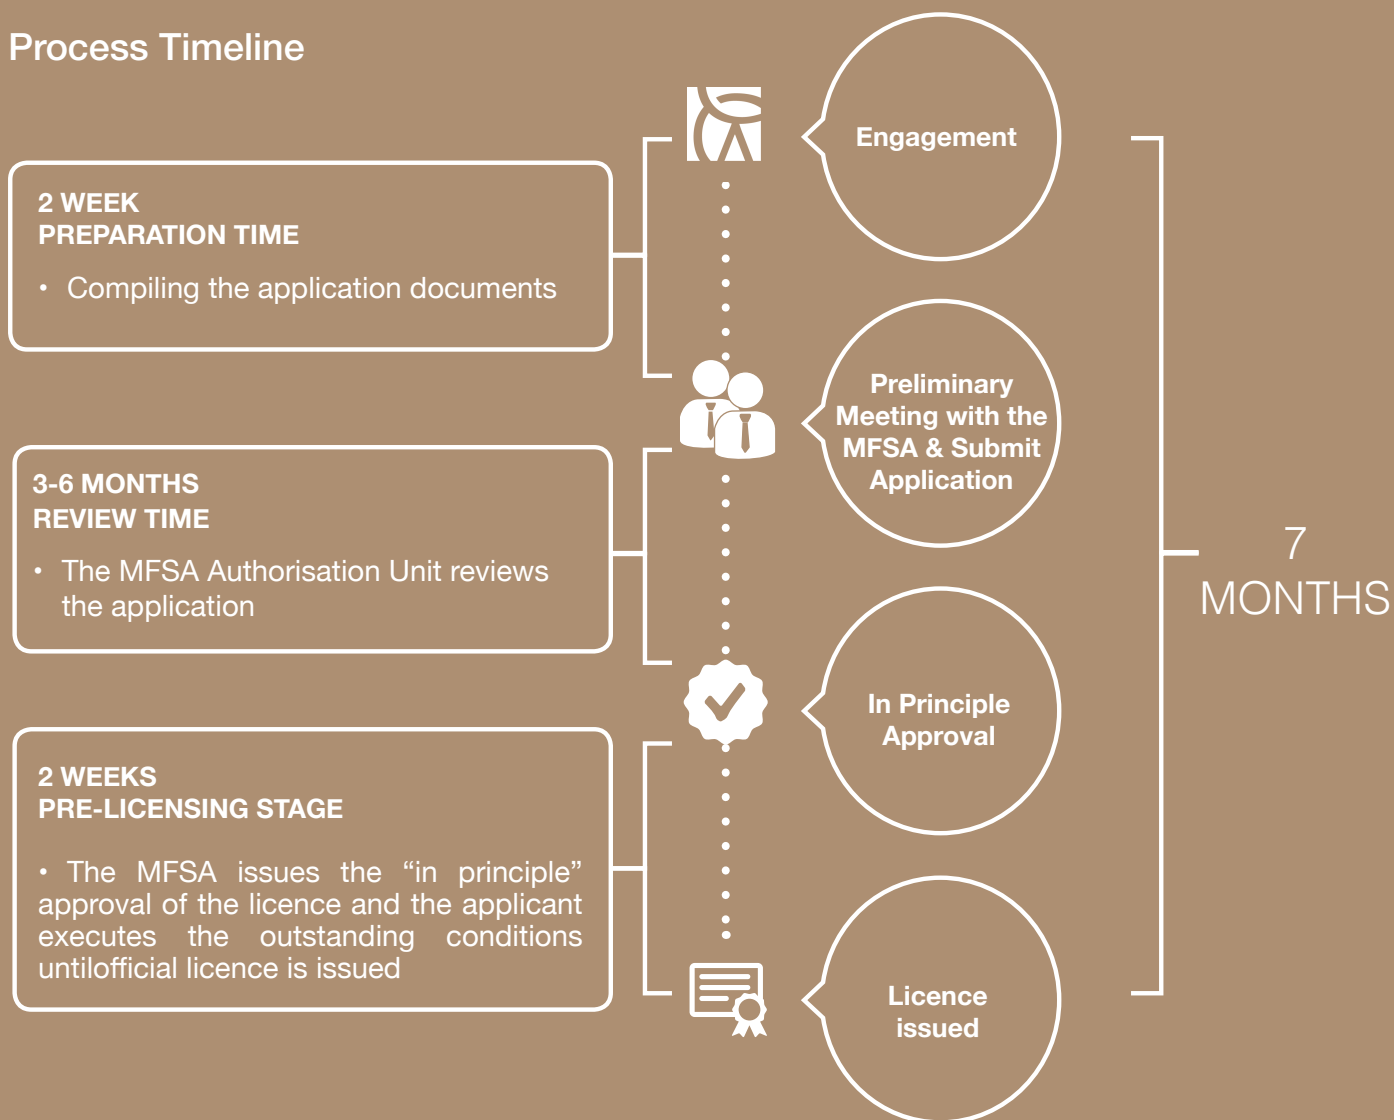 Process Timeline
Engagement
2 WEEK
PREPARATION TIME
• Compiling the application documents
Preliminary
Meeting with the
MFSA & Submit
Application
3-6 MONTHS
REVIEW TIME
• The MFSA Authorisation Unit reviews
the application
7
MONTHS
In Principle
Approval
2 WEEKS
PRE-LICENSING STAGE
• The MFSA issues the “in principle”
approval of the licence and the applicant
executes the outstanding conditions
untilofficial licence is issued
Licence
issued